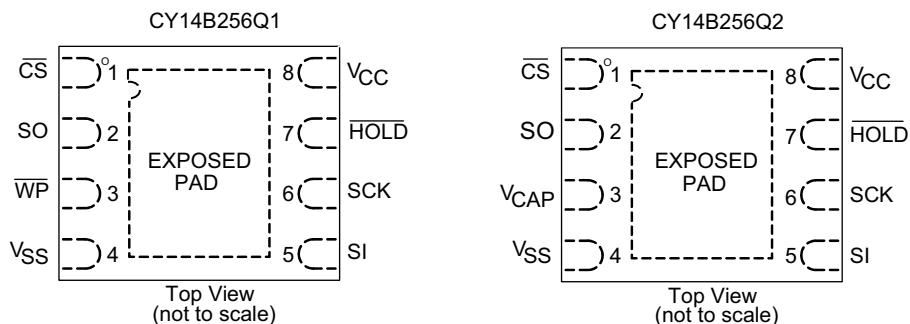 CY14B256Q1
CS 1 8 VCC
SO 2 7 HOLD
EXPOSED
PAD
WP 3 6 SCK
VSS 4 5 SI
Top View
(not to scale)
CY14B256Q2
CS 1 8 VCC
SO 2 7 HOLD
EXPOSED
PAD
VCAP 3 6 SCK
VSS 4 5 SI
Top View
(not to scale)